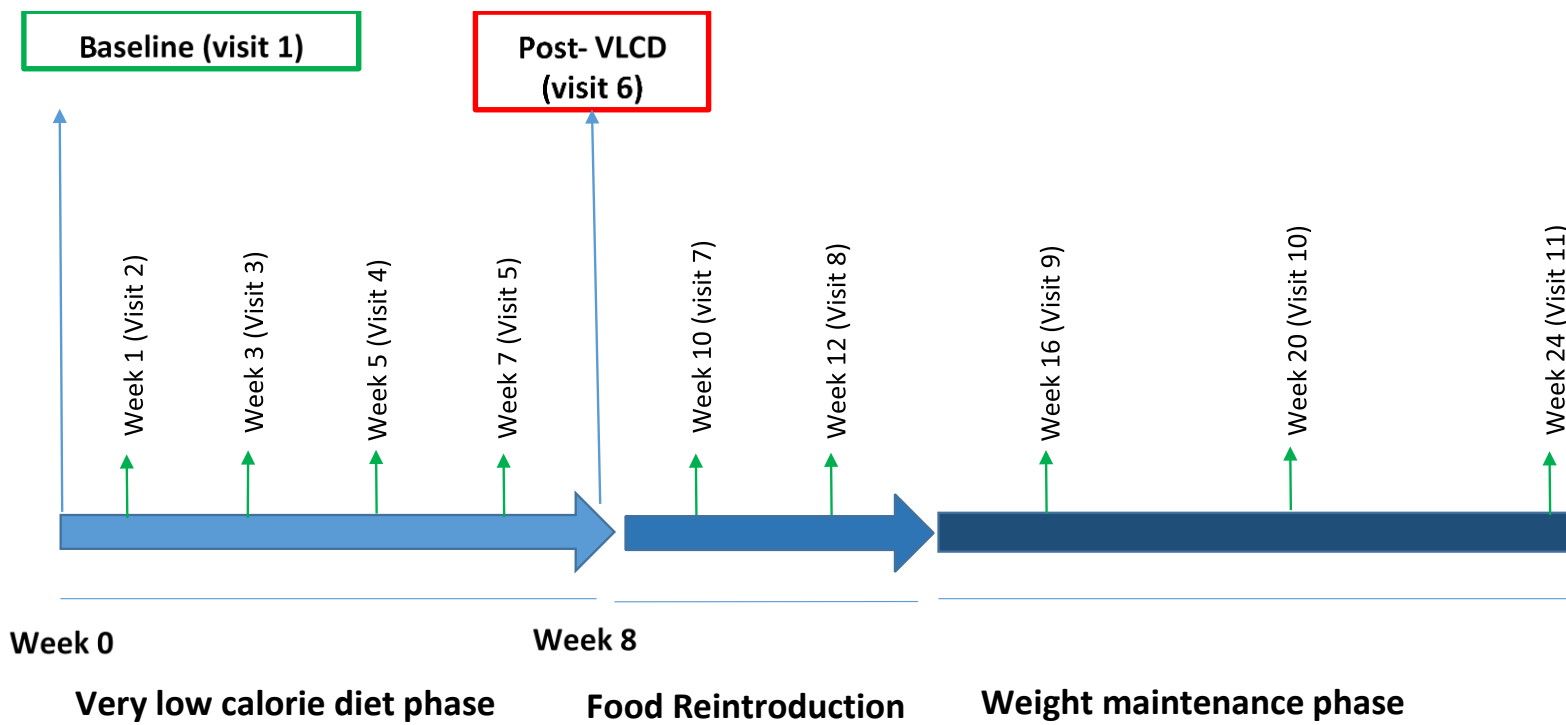 Baseline (visit 1)
Post- VLCD
(visit 6)
Week 1 (Visit 2)
Week 3 (Visit 3)
Week 5 (Visit 4)
Week 7 (Visit 5)
Week 10 (visit 7)
Week 12 (Visit 8)
Week 16 (Visit 9)
Week 20 (Visit 10)
Week 24 (Visit 11)
Week 0
Week 8
Very low calorie diet phase
Food Reintroduction
Weight maintenance phase